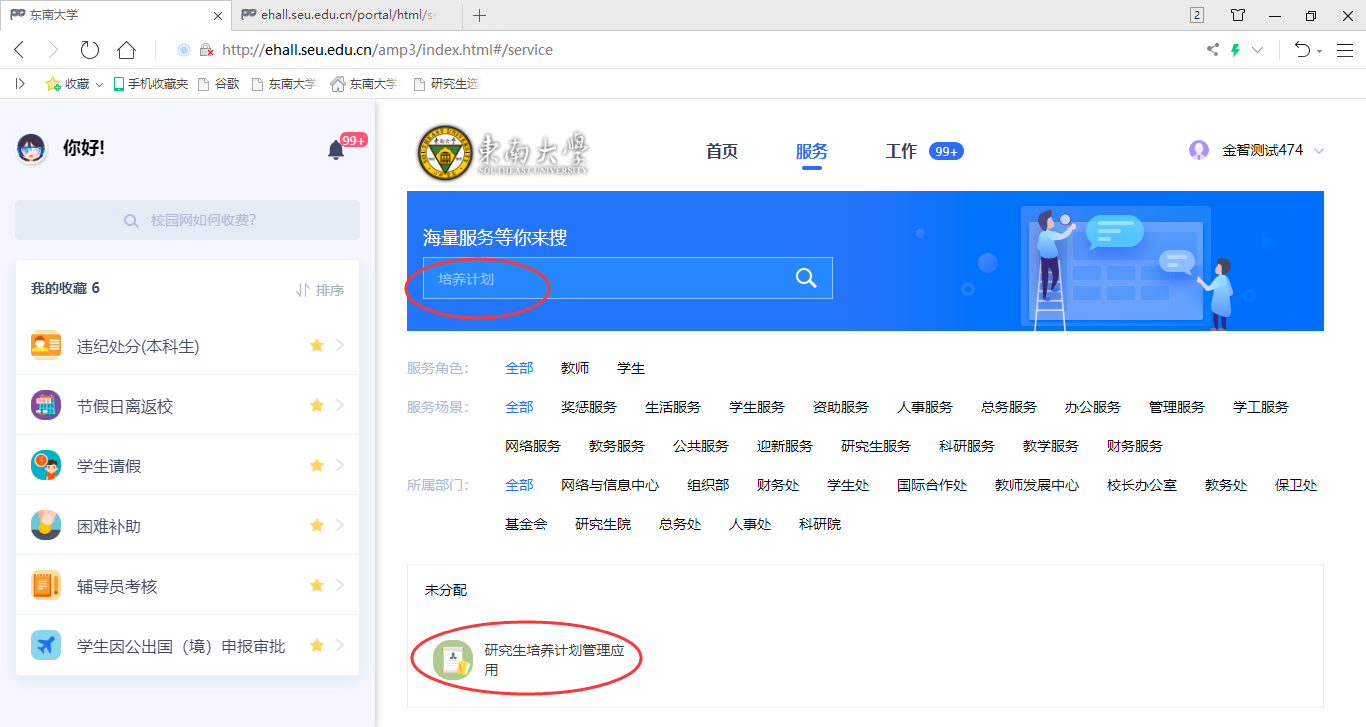 东南大学
ehall.seu.edu.cn/portal/html/se
2
http://ehall.seu.edu.cn/amp3/index.html#/service
收藏 手机收藏夹 谷歌 东南大学 东南大学 研究生选
你好!
99+
校园网如何收费?
我的收藏 6
排序
违纪处分(本科生)
节假日离返校
学生请假
困难补助
辅导员考核
学生因公出国（境）申报审批
東南大學
SOUTHEAST UNIVERSITY
首页 服务 工作 99+
金智测试474
海量服务等你来搜
培养计划
服务角色： 全部 教师 学生
服务场景： 全部 奖惩服务 生活服务 学生服务 资助服务 人事服务 总务服务 办公服务 管理服务 学工服务
网络服务 教务服务 公共服务 迎新服务 研究生服务 科研服务 教学服务 财务服务
所属部门： 全部 网络与信息中心 组织部 财务处 学生处 国际合作处 教师发展中心 校长办公室 教务处 保卫处
基金会 研究生院 总务处 人事处 科研院
未分配
研究生培养计划管理应
用